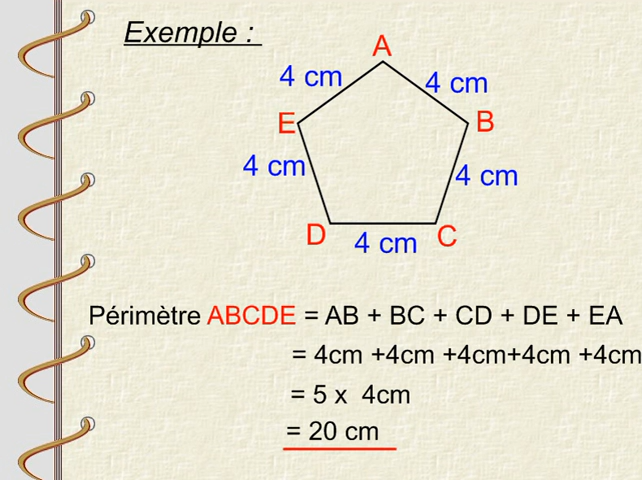 Exemple :
A
4 cm
4 cm
E
B
4 cm
4 cm
D
4 cm
C
Périmètre ABCDE = AB + BC + CD + DE + EA
= 4cm +4cm +4cm+4cm +4cm
= 5 x 4cm
= 20 cm